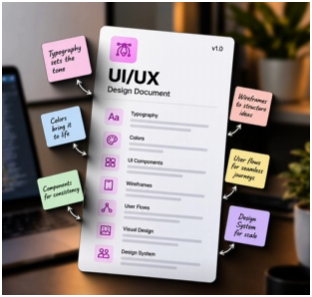 v1.0
UI/UX
Design Document
Aa
Typography
Colors
UI Components
Wireframes
User Flows
Visual Design
Design System
Typography
sets the
tone
Colors
bring it
to life
Components
for consistency
Wireframes
to structure
ideas
User flows
for seamless
journeys
Design
System
for scale